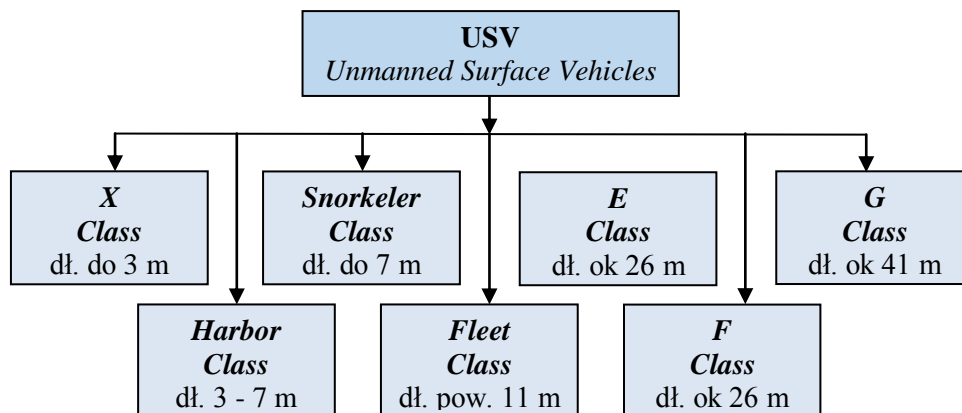 USV
Unmanned Surface Vehicles
X
Class
dł. do 3 m
Snorkeler
Class
dł. do 7 m
E
Class
dł. ok 26 m
G
Class
dł. ok 41 m
Harbor
Class
dł. 3 - 7 m
Fleet
Class
dł. pow. 11 m
F
Class
dł. ok 26 m